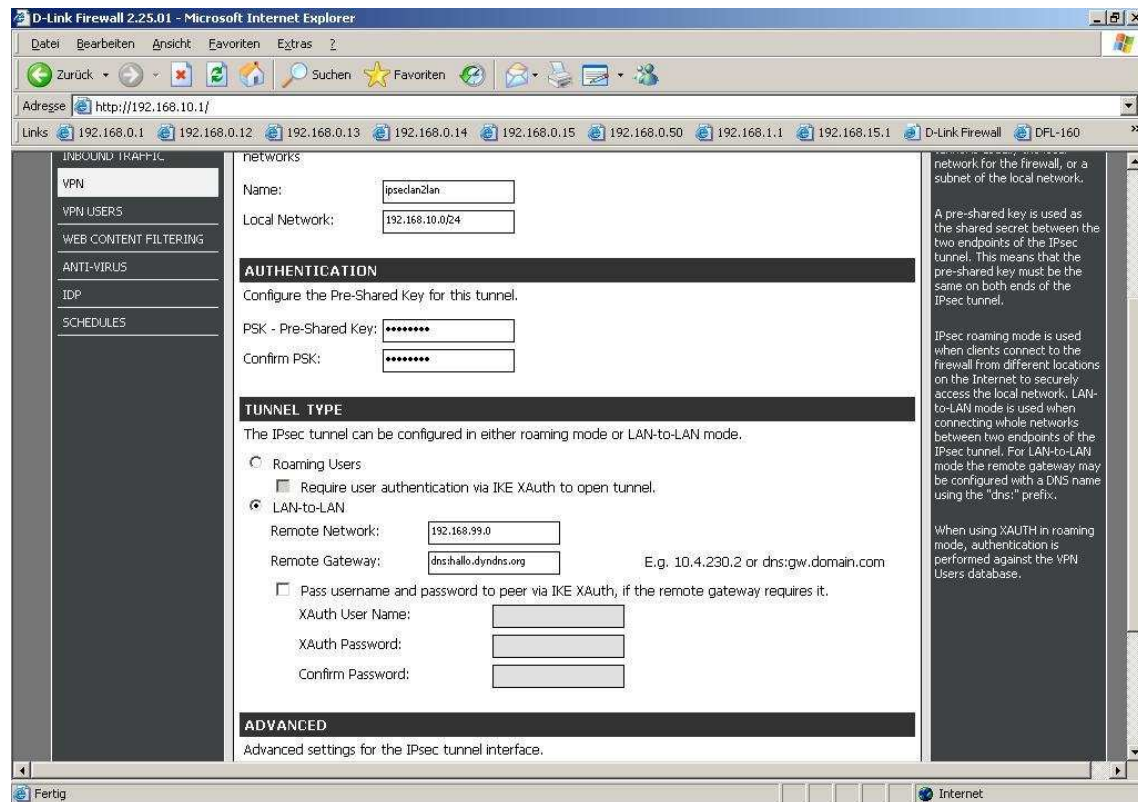 D-Link Firewall 2.25.01 - Microsoft Internet Explorer
Datei Bearbeiten Ansicht Favoriten Extras ?
Zurück Suchen Favoriten
Adresse http://192.168.10.1/
Links 192.168.0.1 192.168.0.12 192.168.0.13 192.168.0.14 192.168.0.15 192.168.0.50 192.168.1.1 192.168.15.1 D-Link Firewall DFL-160 »
INBOUND TRAFFIC
VPN
VPN USERS
WEB CONTENT FILTERING
ANTI-VIRUS
IDP
SCHEDULES
networks
Name: ipseclan2lan
Local Network: 192.168.10.0/24
AUTHENTICATION
Configure the Pre-Shared Key for this tunnel.
PSK - Pre-Shared Key: ••••••••
Confirm PSK: ••••••••
TUNNEL TYPE
The IPsec tunnel can be configured in either roaming mode or LAN-to-LAN mode.
Roaming Users
Require user authentication via IKE XAuth to open tunnel.
LAN-to-LAN
Remote Network: 192.168.99.0
Remote Gateway: dns:hallo.dyndns.org E.g. 10.4.230.2 or dns:gw.domain.com
Pass username and password to peer via IKE XAuth, if the remote gateway requires it.
XAuth User Name:
XAuth Password:
Confirm Password:
ADVANCED
Advanced settings for the IPsec tunnel interface.
network for the firewall, or a
subnet of the local network.
A pre-shared key is used as
the shared secret between the
two endpoints of the IPsec
tunnel. This means that the
pre-shared key must be the
same on both ends of the
IPsec tunnel.
IPsec roaming mode is used
when clients connect to the
firewall from different locations
on the Internet to securely
access the local network. LAN-
to-LAN mode is used when
connecting whole networks
between two endpoints of the
IPsec tunnel. For LAN-to-LAN
mode the remote gateway may
be configured with a DNS name
using the "dns:" prefix.
When using XAUTH in roaming
mode, authentication is
performed against the VPN
Users database.
Fertig Internet